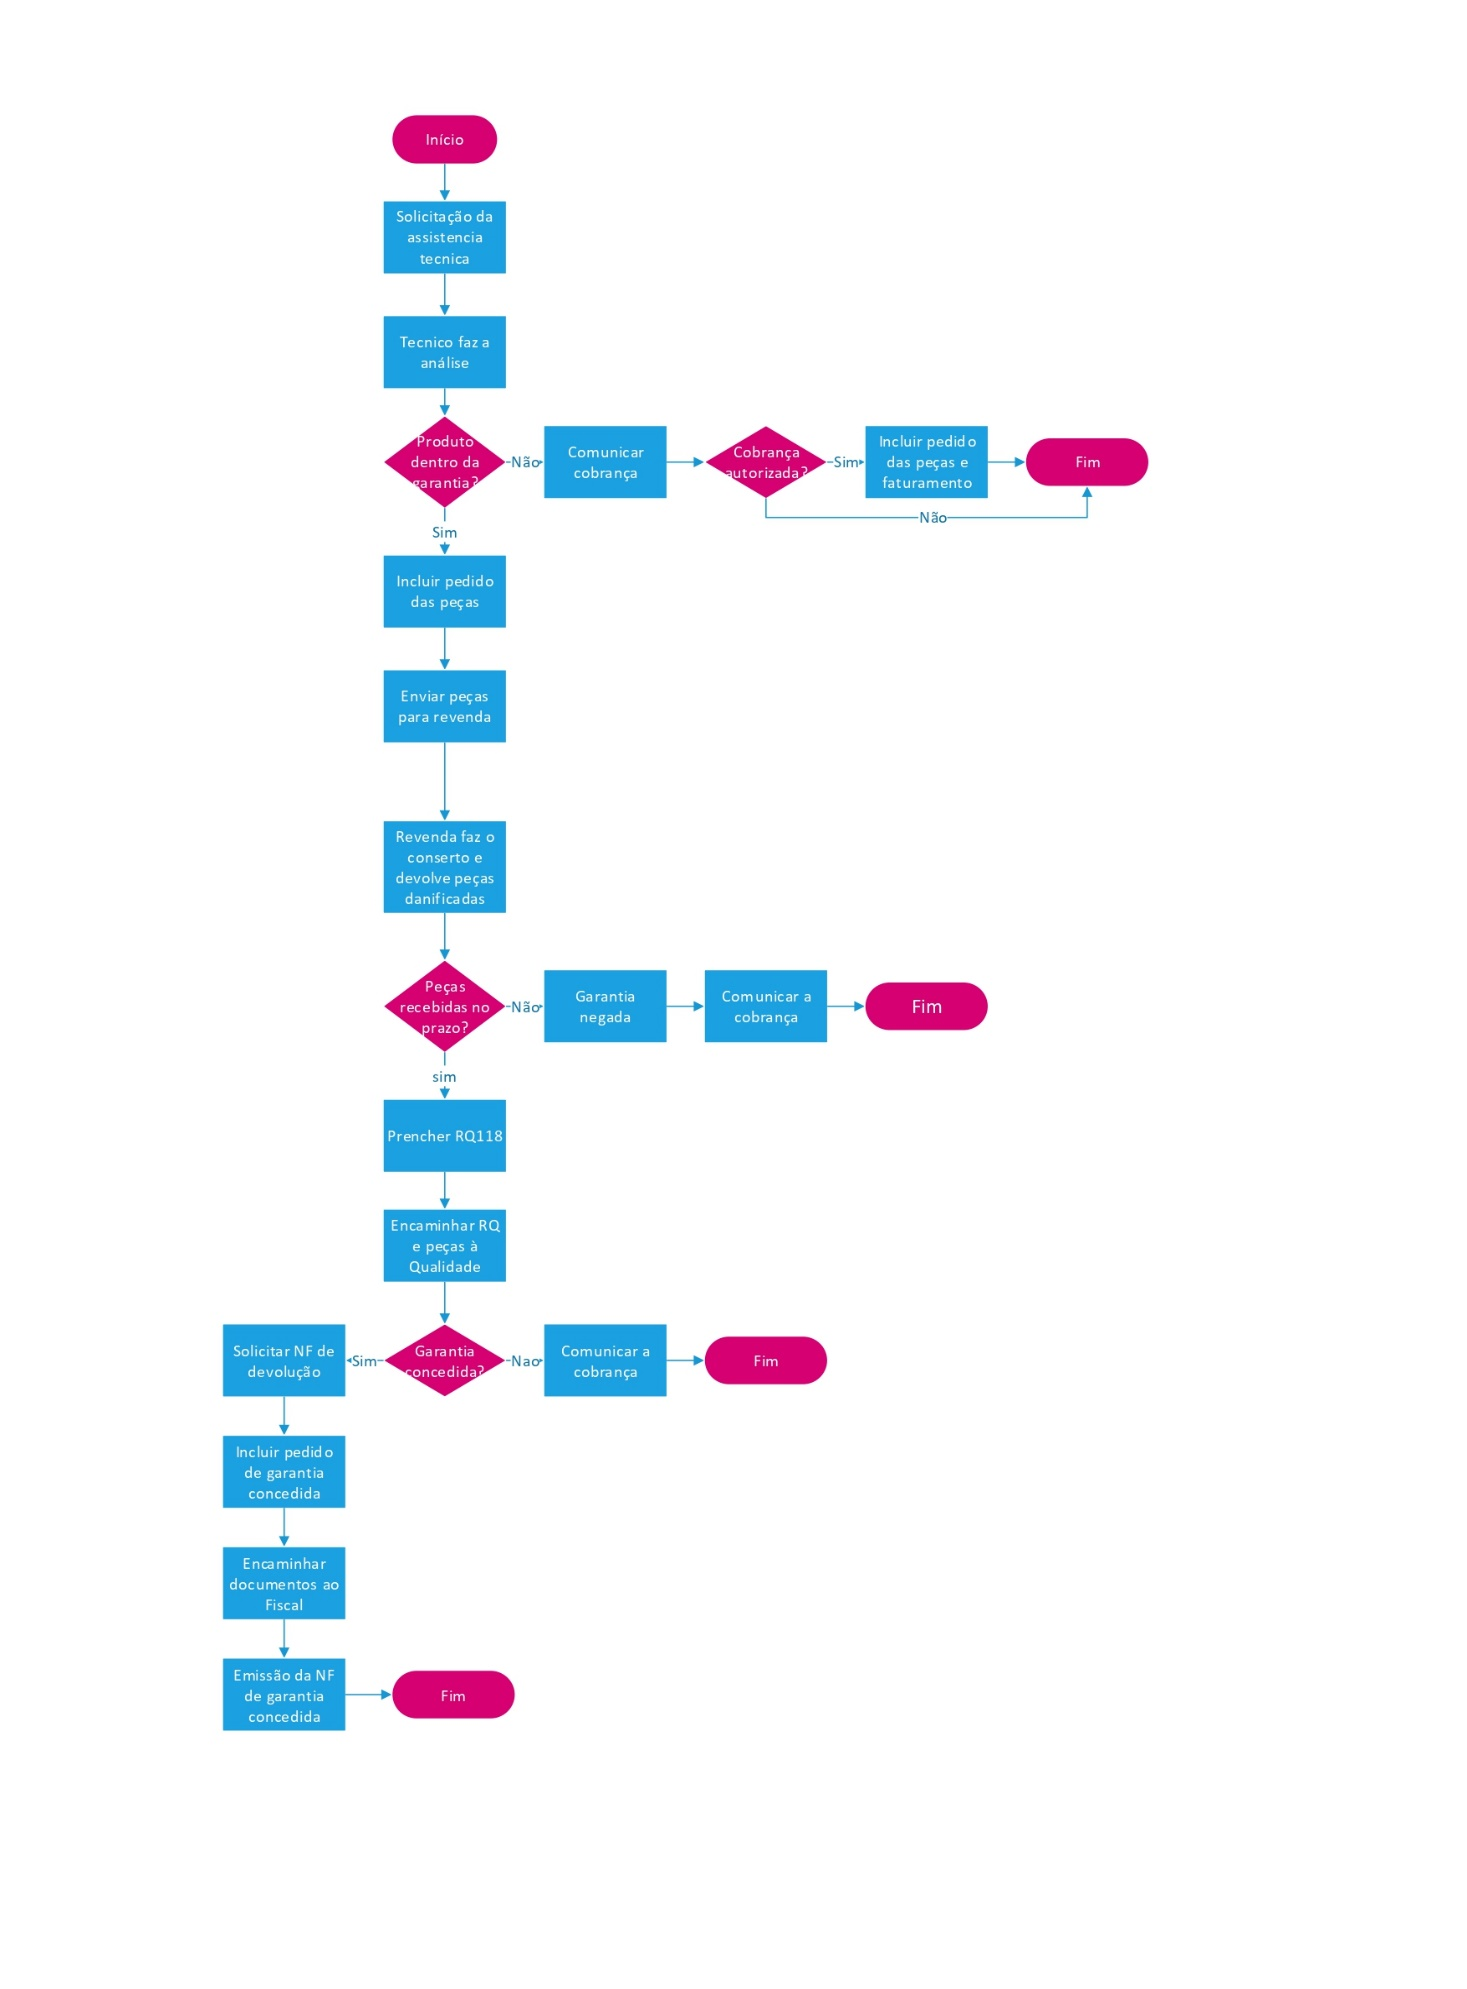 Início
Solicitação da
assistencia
tecnica
Tecnico faz a
análise
Produto
dentro da
garantia?
Não
Comunicar
cobrança
Cobrança
autorizada?
Sim
Incluir pedido
das peças e
faturamento
Fim
Não
Sim
Incluir pedido
das peças
Enviar peças
para revenda
Revenda faz o
conserto e
devolve peças
danificadas
Peças
recebidas no
prazo?
Não
Garantia
negada
Comunicar a
cobrança
Fim
sim
Prencher RQ118
Encaminhar RQ
e peças à
Qualidade
Garantia
concedida?
Nao
Comunicar a
cobrança
Fim
Sim
Solicitar NF de
devolução
Incluir pedido
de garantia
concedida
Encaminhar
documentos ao
Fiscal
Emissão da NF
de garantia
concedida
Fim